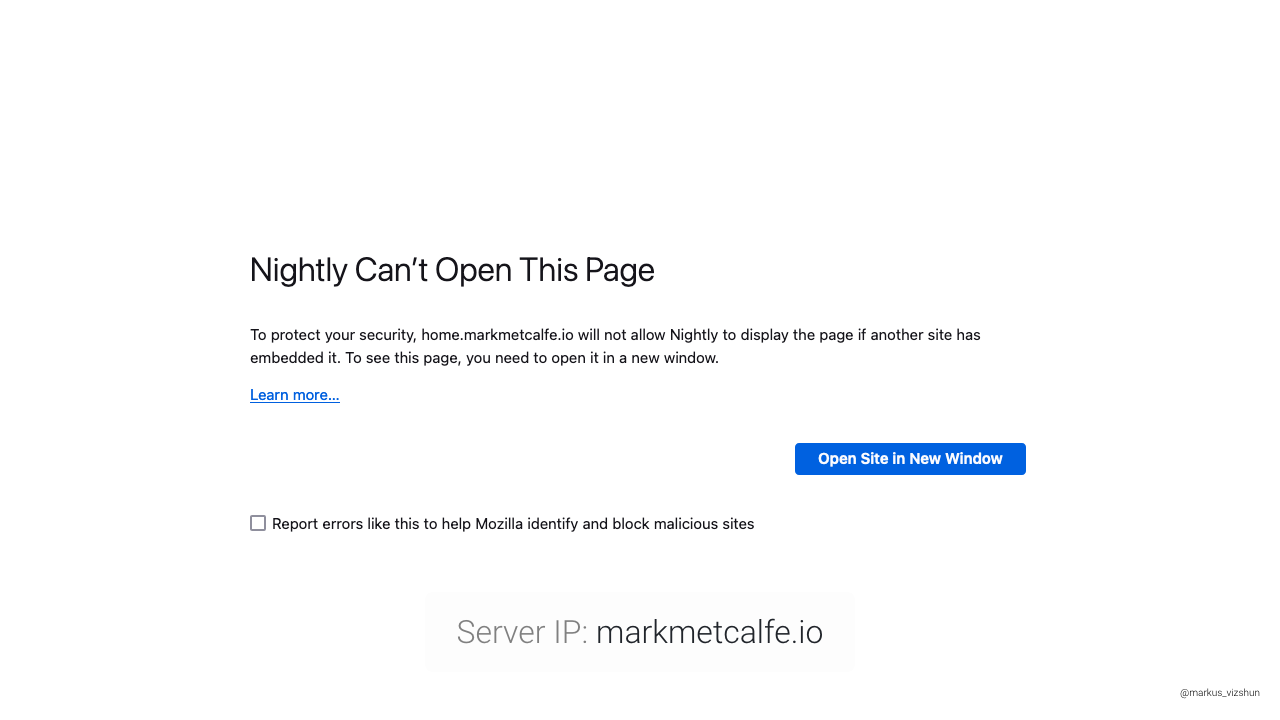 Nightly Can’t Open This Page
To protect your security, home.markmetcalfe.io will not allow Nightly to display the page if another site has
embedded it. To see this page, you need to open it in a new window.
Learn more…
Open Site in New Window
Report errors like this to help Mozilla identify and block malicious sites
Server IP: markmetcalfe.io
@markus_vizshun